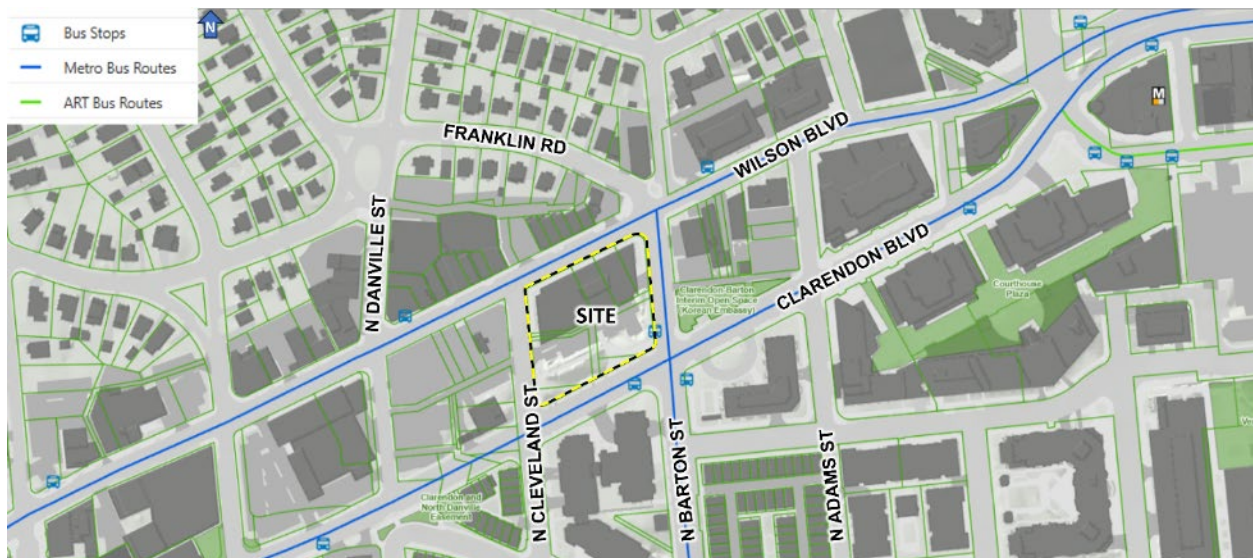 Bus Stops
Metro Bus Routes
ART Bus Routes
N
FRANKLIN RD
WILSON BLVD
M
N DANVILLE ST
CLARENDON BLVD
SITE
Clarendon-Barton
Interim Open Space
(Korean Embassy)
Courthouse
Plaza
N CLEVELAND ST
N BARTON ST
N ADAMS ST
Clarendon and
North Danville
Easement